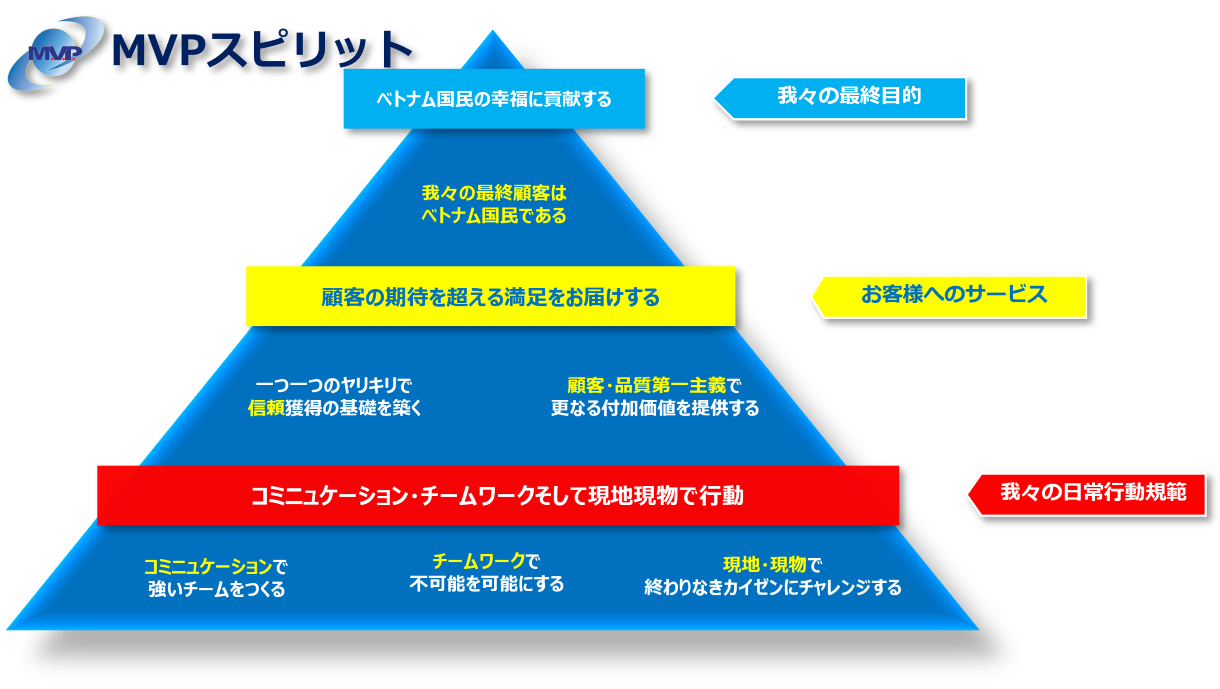 M.V.P
MVPスピリット
ベトナム国民の幸福に貢献する
我々の最終目的
我々の最終顧客は
ベトナム国民である
顧客の期待を超える満足をお届けする
お客様へのサービス
一つ一つのヤリキリで
信頼獲得の基礎を築く
顧客・品質第一主義で
更なる付加価値を提供する
コミニュケーション・チームワークそして現地現物で行動
我々の日常行動規範
コミニュケーションで
強いチームをつくる
チームワークで
不可能を可能にする
現地・現物で
終わりなきカイゼンにチャレンジする